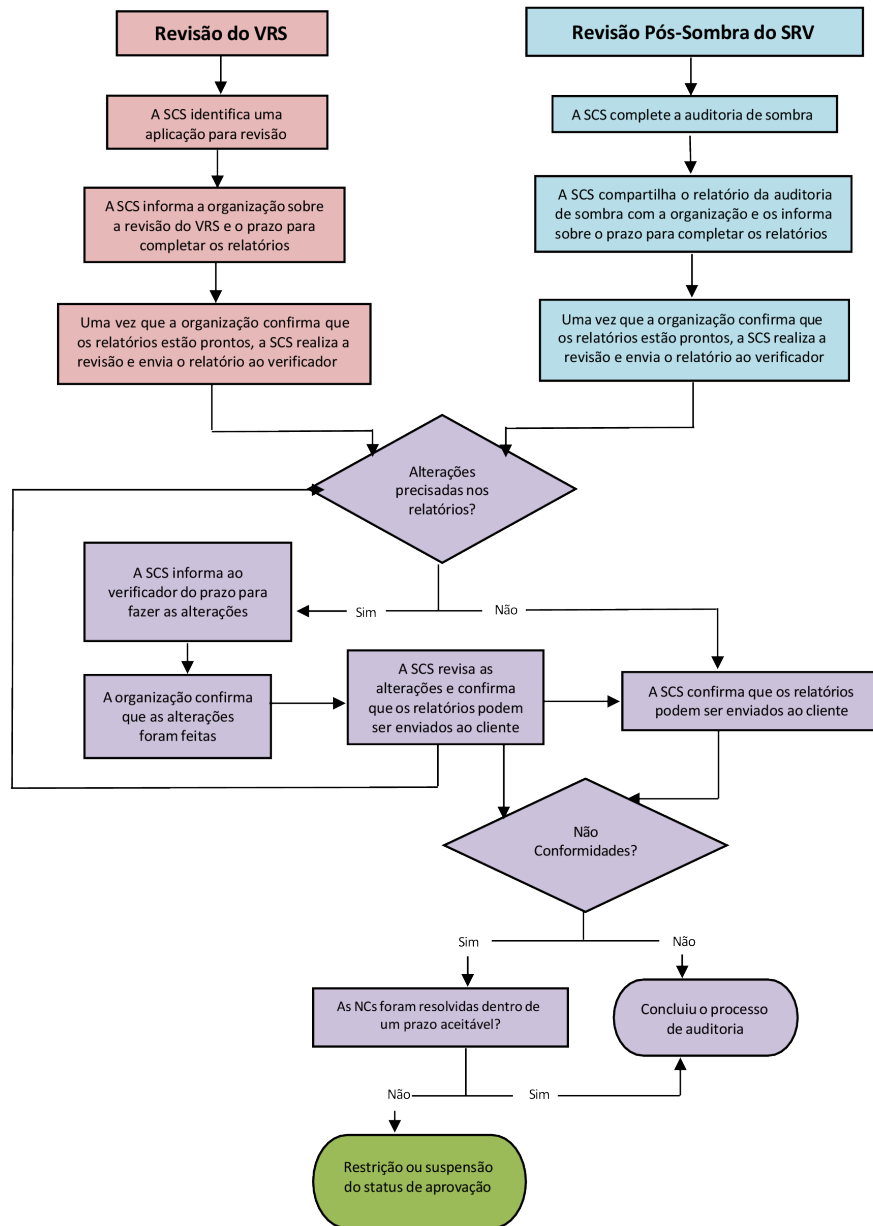 Revisão do VRS
Revisão Pós-Sombra do SRV
A SCS identifica uma
aplicação para revisão
A SCS complete a auditoria de sombra
A SCS informa a organização sobre
a revisão do VRS e o prazo para
completar os relatórios
A SCS compartilha o relatório da auditoria
de sombra com a organização e os informa
sobre o prazo para completar os relatórios
Uma vez que a organização confirma que
os relatórios estão prontos, a SCS realiza a
revisão e envia o relatório ao verificador
Uma vez que a organização confirma que
os relatórios estão prontos, a SCS realiza a
revisão e envia o relatório ao verificador
Alterações
precisadas nos
relatórios?
A SCS informa ao
verificador do prazo para
fazer as alterações
Sim
Não
A organização confirma
que as alterações
foram feitas
A SCS revisa as
alterações e confirma
que os relatórios podem
ser enviados ao cliente
A SCS confirma que os relatórios
podem ser enviados ao cliente
Não
Conformidades?
Sim
Não
As NCs foram resolvidas dentro de
um prazo aceitável?
Concluiu o processo
de auditoria
Não
Sim
Restrição ou suspensão
do status de aprovação